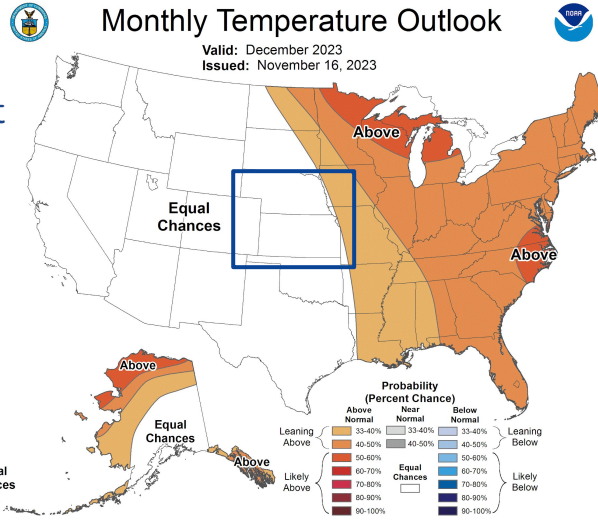 Monthly Temperature Outlook
NOAA
Valid: December 2023
Issued: November 16, 2023
Above
Equal
Chances
Above
Above
Equal
Chances
Above
Probability
(Percent Chance)
Above
Normal
Near
Normal
Below
Normal
Leaning
Above
33-40%
33-40%
33-40%
Leaning
Below
40-50%
40-50%
40-50%
50-60%
50-60%
Likely
Above
60-70%
Equal
Chances
60-70%
Likely
Below
70-80%
70-80%
80-90%
80-90%
90-100%
90-100%